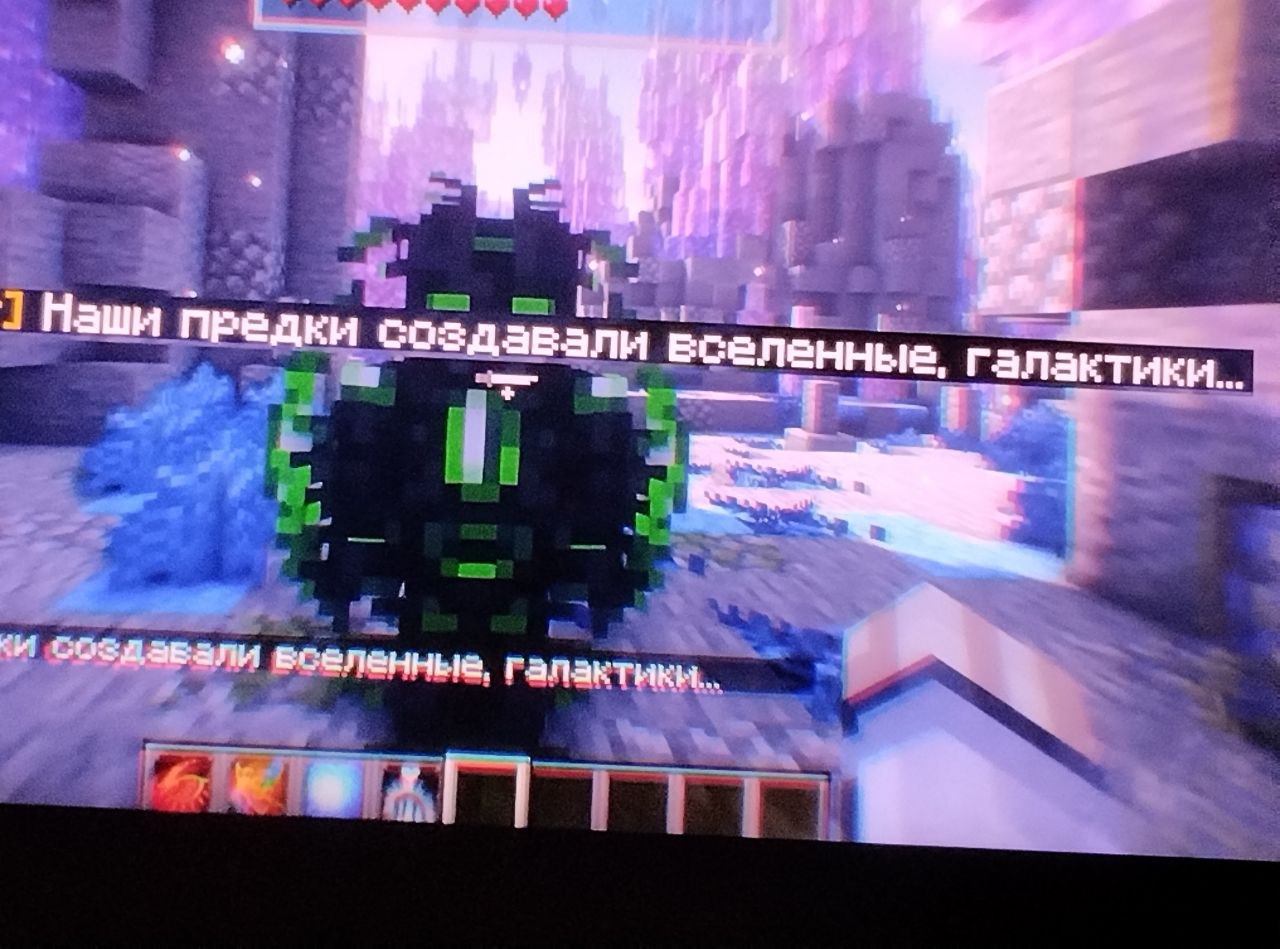 ] Наши предки создавали вселенные, галактики...
ки создавали вселенные, галактики...